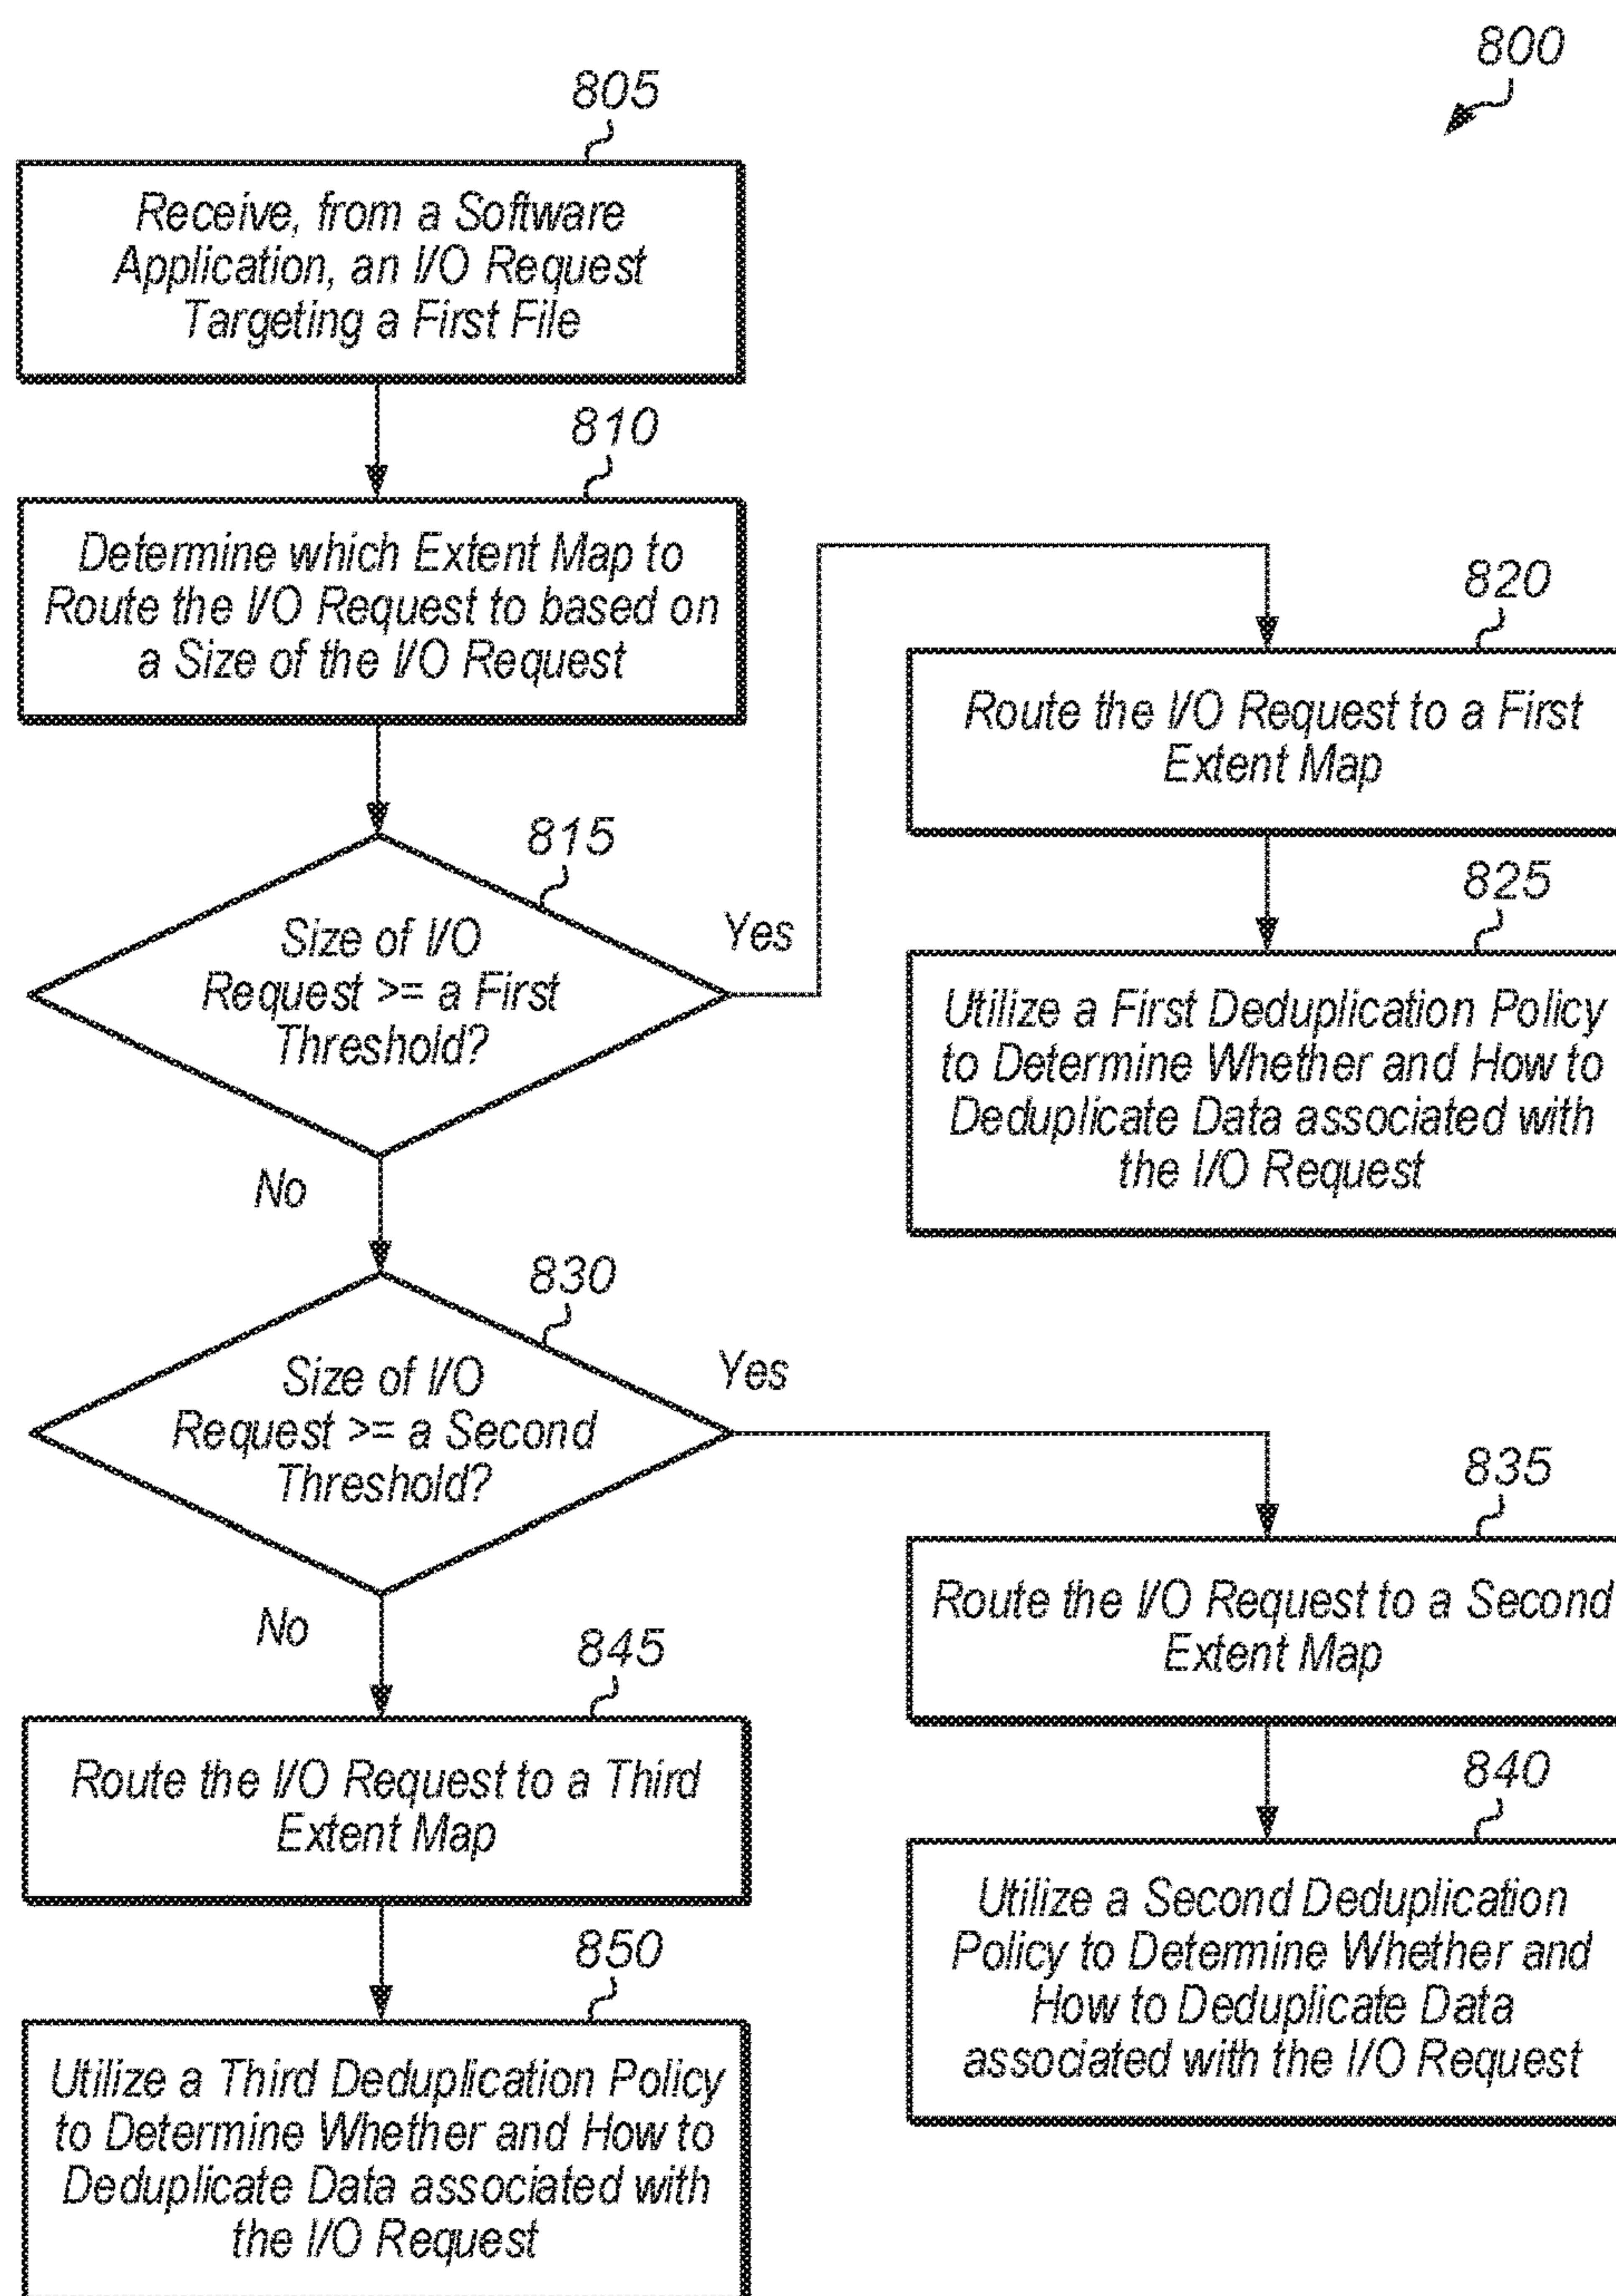 800
805
Receive, from a Software
Application, an I/O Request
Targeting a First File
810
Determine which Extent Map to
Route the I/O Request to based on
a Size of the I/O Request
815
Size of I/O
Request >= a First
Threshold?
Yes
No
820
Route the I/O Request to a First
Extent Map
825
Utilize a First Deduplication Policy
to Determine Whether and How to
Deduplicate Data associated with
the I/O Request
830
Size of I/O
Request >= a Second
Threshold?
Yes
No
835
Route the I/O Request to a Second
Extent Map
840
Utilize a Second Deduplication
Policy to Determine Whether and
How to Deduplicate Data
associated with the I/O Request
845
Route the I/O Request to a Third
Extent Map
850
Utilize a Third Deduplication Policy
to Determine Whether and How to
Deduplicate Data associated with
the I/O Request